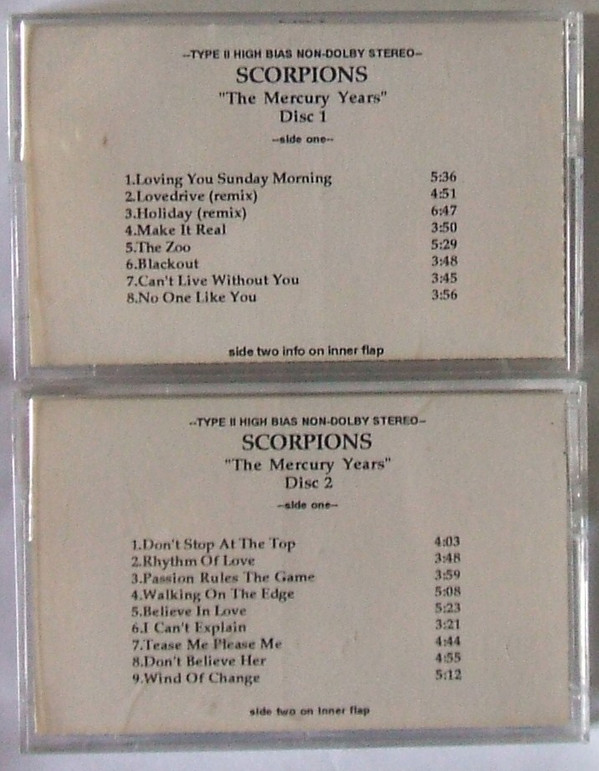 --TYPE II HIGH BIAS NON-DOLBY STEREO--
SCORPIONS
"The Mercury Years"
Disc 1
--side one--
1.Loving You Sunday Morning 5:36
2.Lovedrive (remix) 4:51
3.Holiday (remix) 6:47
4.Make It Real 3:50
5.The Zoo 5:29
6.Blackout 3:48
7.Can't Live Without You 3:45
8.No One Like You 3:56
side two info on inner flap
--TYPE II HIGH BIAS NON-DOLBY STEREO--
SCORPIONS
"The Mercury Years"
Disc 2
--side one--
1.Don't Stop At The Top 4:03
2.Rhythm Of Love 3:48
3.Passion Rules The Game 3:59
4.Walking On The Edge 5:08
5.Believe In Love 5:23
6.I Can't Explain 3:21
7.Tease Me Please Me 4:44
8.Don't Believe Her 4:55
9.Wind Of Change 5:12
side two on inner flap